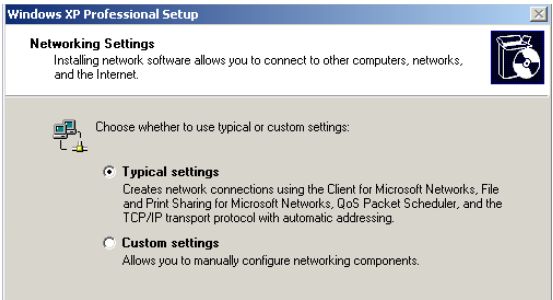 Windows XP Professional Setup
Networking Settings
Installing network software allows you to connect to other computers, networks,
and the Internet.
Choose whether to use typical or custom settings:
Typical settings
Creates network connections using the Client for Microsoft Networks, File
and Print Sharing for Microsoft Networks, QoS Packet Scheduler, and the
TCP/IP transport protocol with automatic addressing.
Custom settings
Allows you to manually configure networking components.